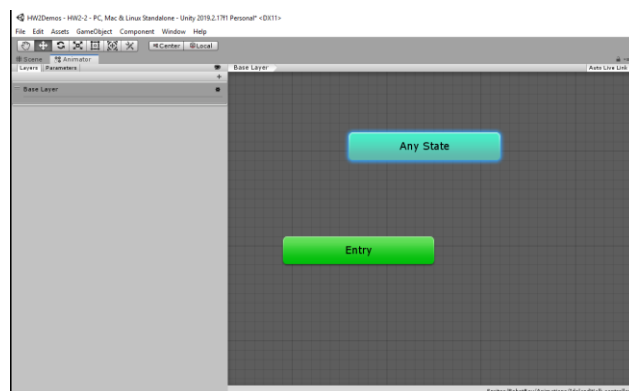 HW2Demos - HW2-2 - PC, Mac & Linux Standalone - Unity 2019.2.17f1 Personal* <DX11>
File Edit Assets GameObject Component Window Help
Center Local
Scene Animator
Layers Parameters Base Layer Auto Live Link
Base Layer
Any State
Entry